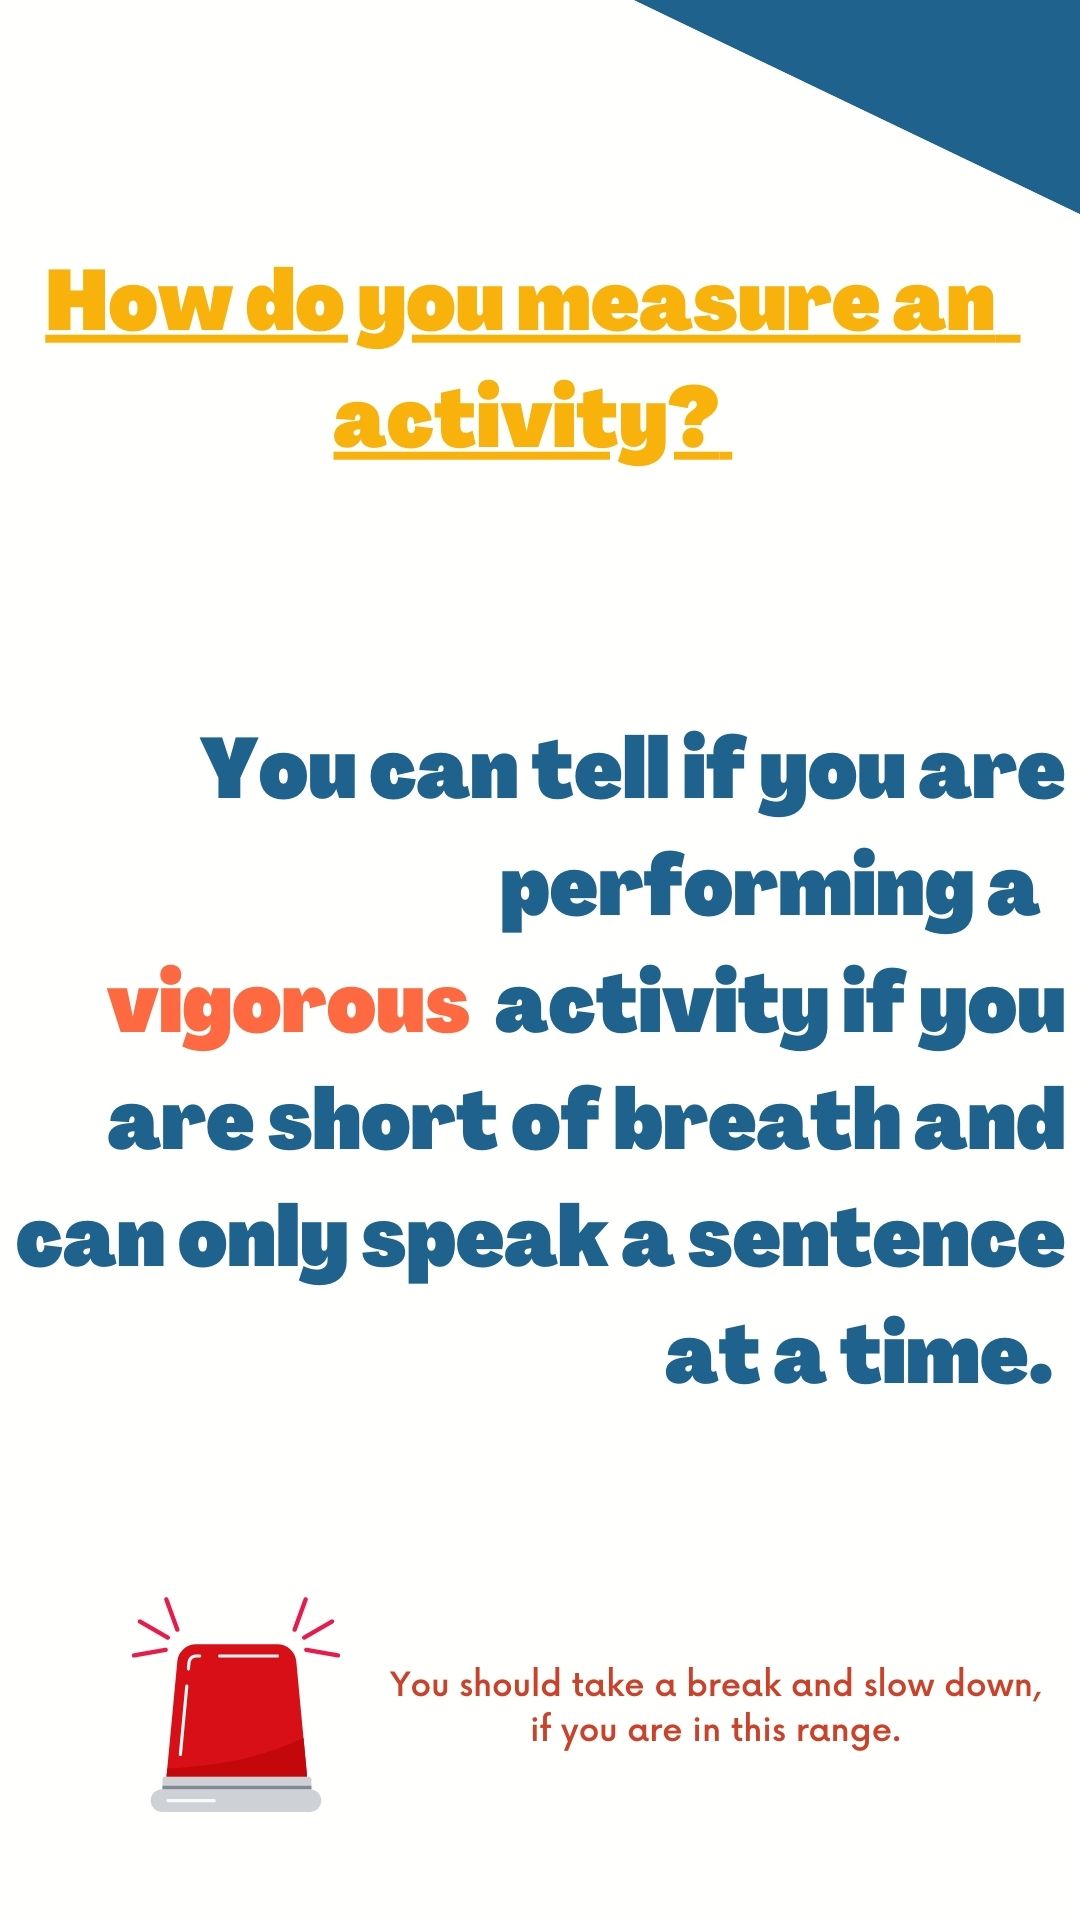 How do you measure an
activity?
You can tell if you are
performing a
vigorous activity if you
are short of breath and
can only speak a sentence
at a time.
You should take a break and slow down,
if you are in this range.